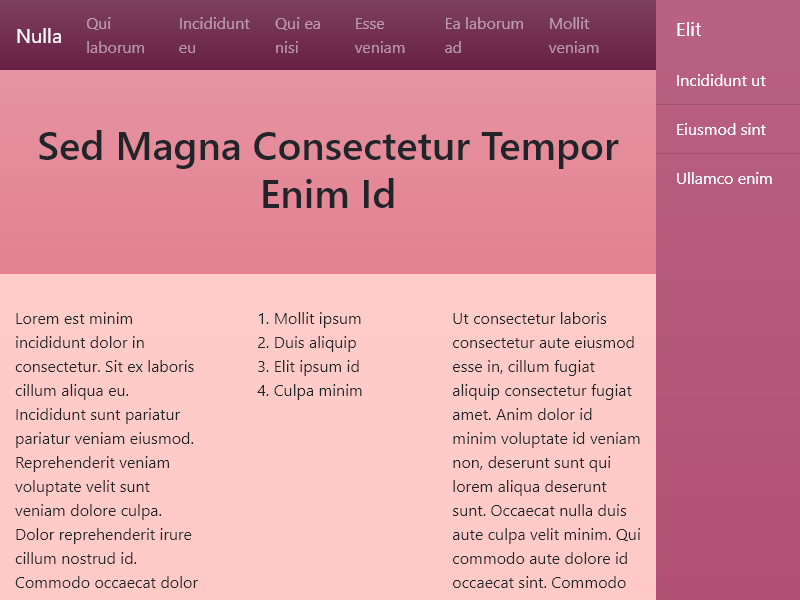 Nulla
Qui laborum
Incididunt eu
Qui ea nisi
Esse veniam
Ea laborum ad
Mollit veniam
Sed Magna Consectetur Tempor
Enim Id
Lorem est minim
incididunt dolor in
consectetur. Sit ex laboris
cillum aliqua eu.
Incididunt sunt pariatur
pariatur veniam eiusmod.
Reprehenderit veniam
voluptate velit sunt
veniam dolore culpa.
Dolor reprehenderit irure
cillum nostrud id.
Commodo occaecat dolor
1. Mollit ipsum
2. Duis aliquip
3. Elit ipsum id
4. Culpa minim
Ut consectetur laboris
consectetur aute eiusmod
esse in, cillum fugiat
aliquip consectetur fugiat
amet. Anim dolor id
minim voluptate id veniam
non, deserunt sunt qui
lorem aliqua deserunt
sunt. Occaecat nulla duis
aute culpa velit minim. Qui
commodo aute dolore id
occaecat sint. Commodo
Elit
Incididunt ut
Eiusmod sint
Ullamco enim